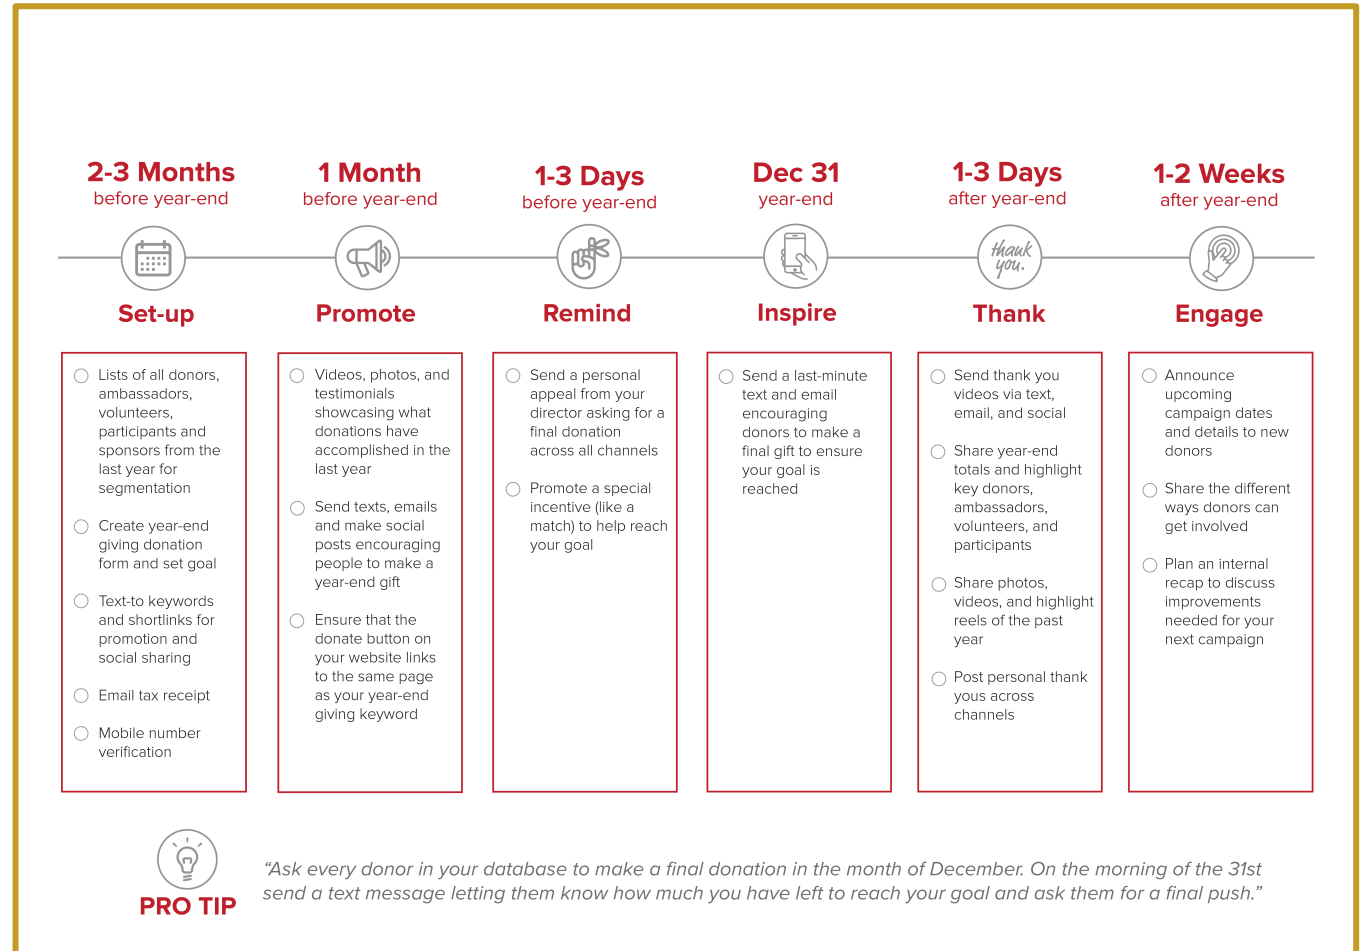 2-3 Months
before year-end
1 Month
before year-end
1-3 Days
before year-end
Dec 31
year-end
1-3 Days
after year-end
1-2 Weeks
after year-end
thank
you.
Set-up
Promote
Remind
Inspire
Thank
Engage
Lists of all donors,
ambassadors,
volunteers,
participants and
sponsors from the
last year for
segmentation
Create year-end
giving donation
form and set goal
Text-to keywords
and shortlinks for
promotion and
social sharing
Email tax receipt
Mobile number
verification
Videos, photos, and
testimonials
showcasing what
donations have
accomplished in the
last year
Send texts, emails
and make social
posts encouraging
people to make a
year-end gift
Ensure that the
donate button on
your website links
to the same page
as your year-end
giving keyword
Send a personal
appeal from your
director asking for a
final donation
across all channels
Promote a special
incentive (like a
match) to help reach
your goal
Send a last-minute
text and email
encouraging
donors to make a
final gift to ensure
your goal is
reached
Send thank you
videos via text,
email, and social
Share year-end
totals and highlight
key donors,
ambassadors,
volunteers, and
participants
Share photos,
videos, and highlight
reels of the past
year
Post personal thank
yous across
channels
Announce
upcoming
campaign dates
and details to new
donors
Share the different
ways donors can
get involved
Plan an internal
recap to discuss
improvements
needed for your
next campaign
PRO TIP
“Ask every donor in your database to make a final donation in the month of December. On the morning of the 31st
send a text message letting them know how much you have left to reach your goal and ask them for a final push.”